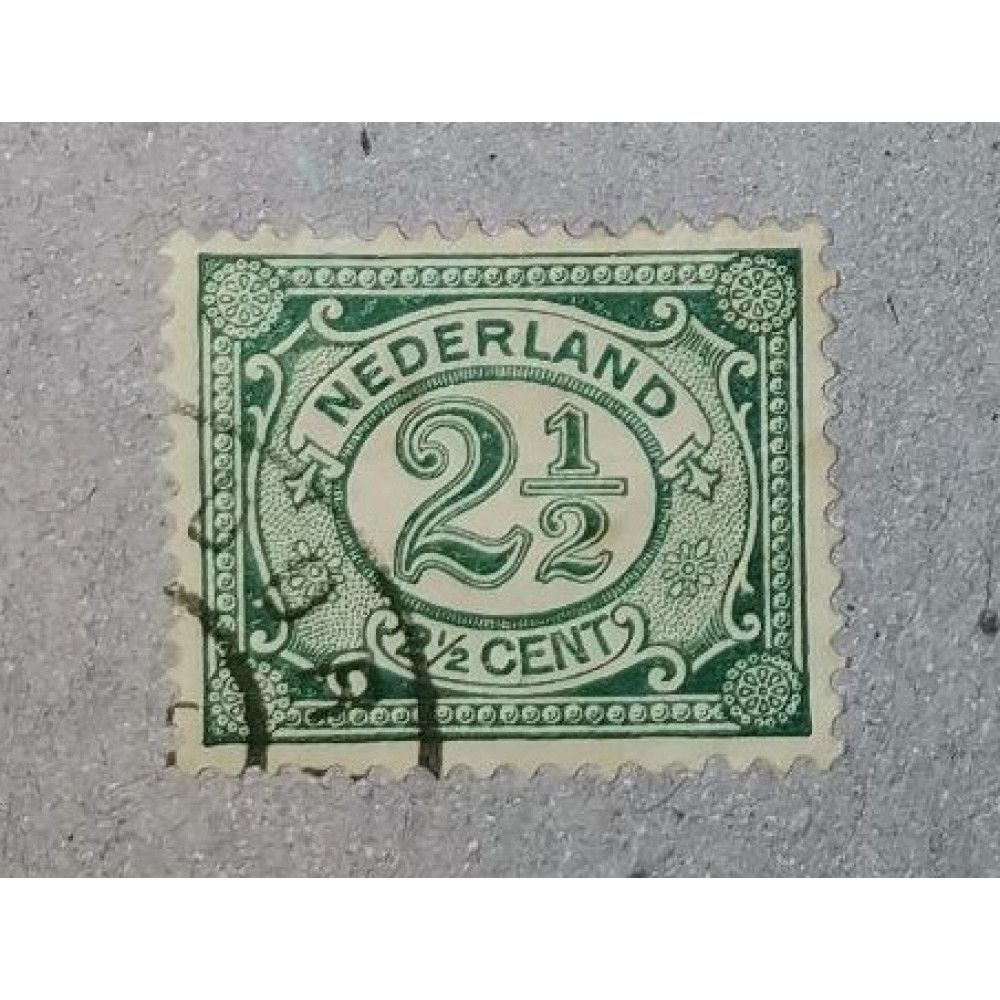 NEDERLAND
2 1/2
2½ CENT